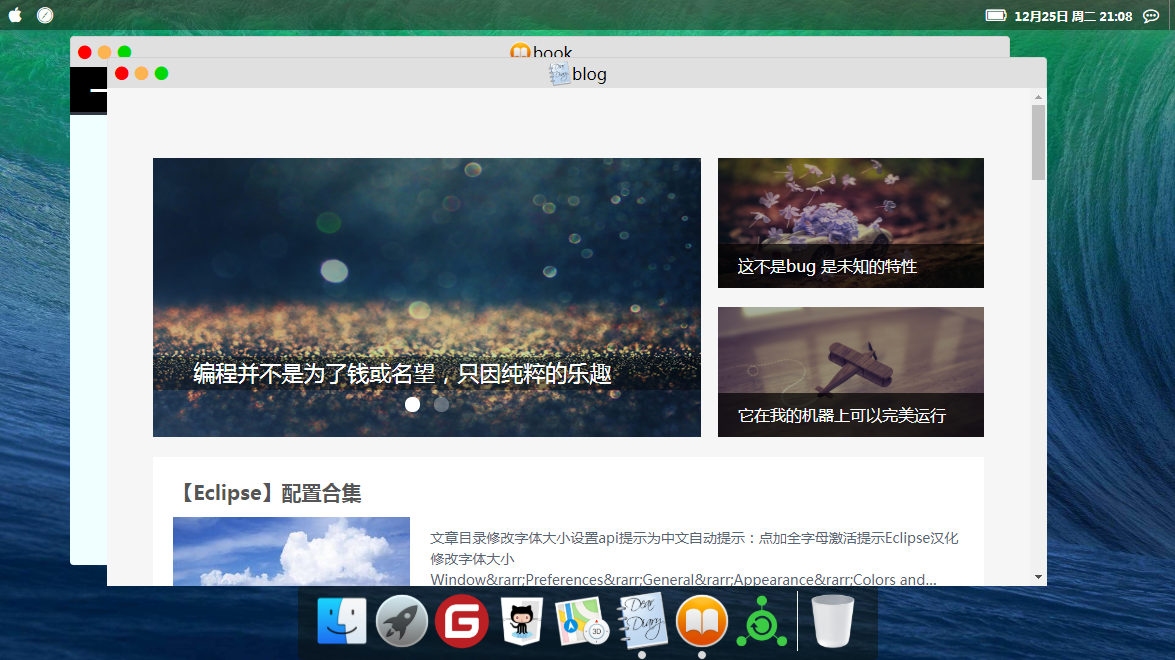 12月25日 周二 21:08
book
blog
编程并不是为了钱或名望，只因纯粹的乐趣
这不是bug 是未知的特性
它在我的机器上可以完美运行
【Eclipse】配置合集
文章目录修改字体大小设置api提示为中文自动提示：点加全字母激活提示Eclipse汉化
修改字体大小
Window&rarr;Preferences&rarr;General&rarr;Appearance&rarr;Colors and...
3D
Dear
Diary